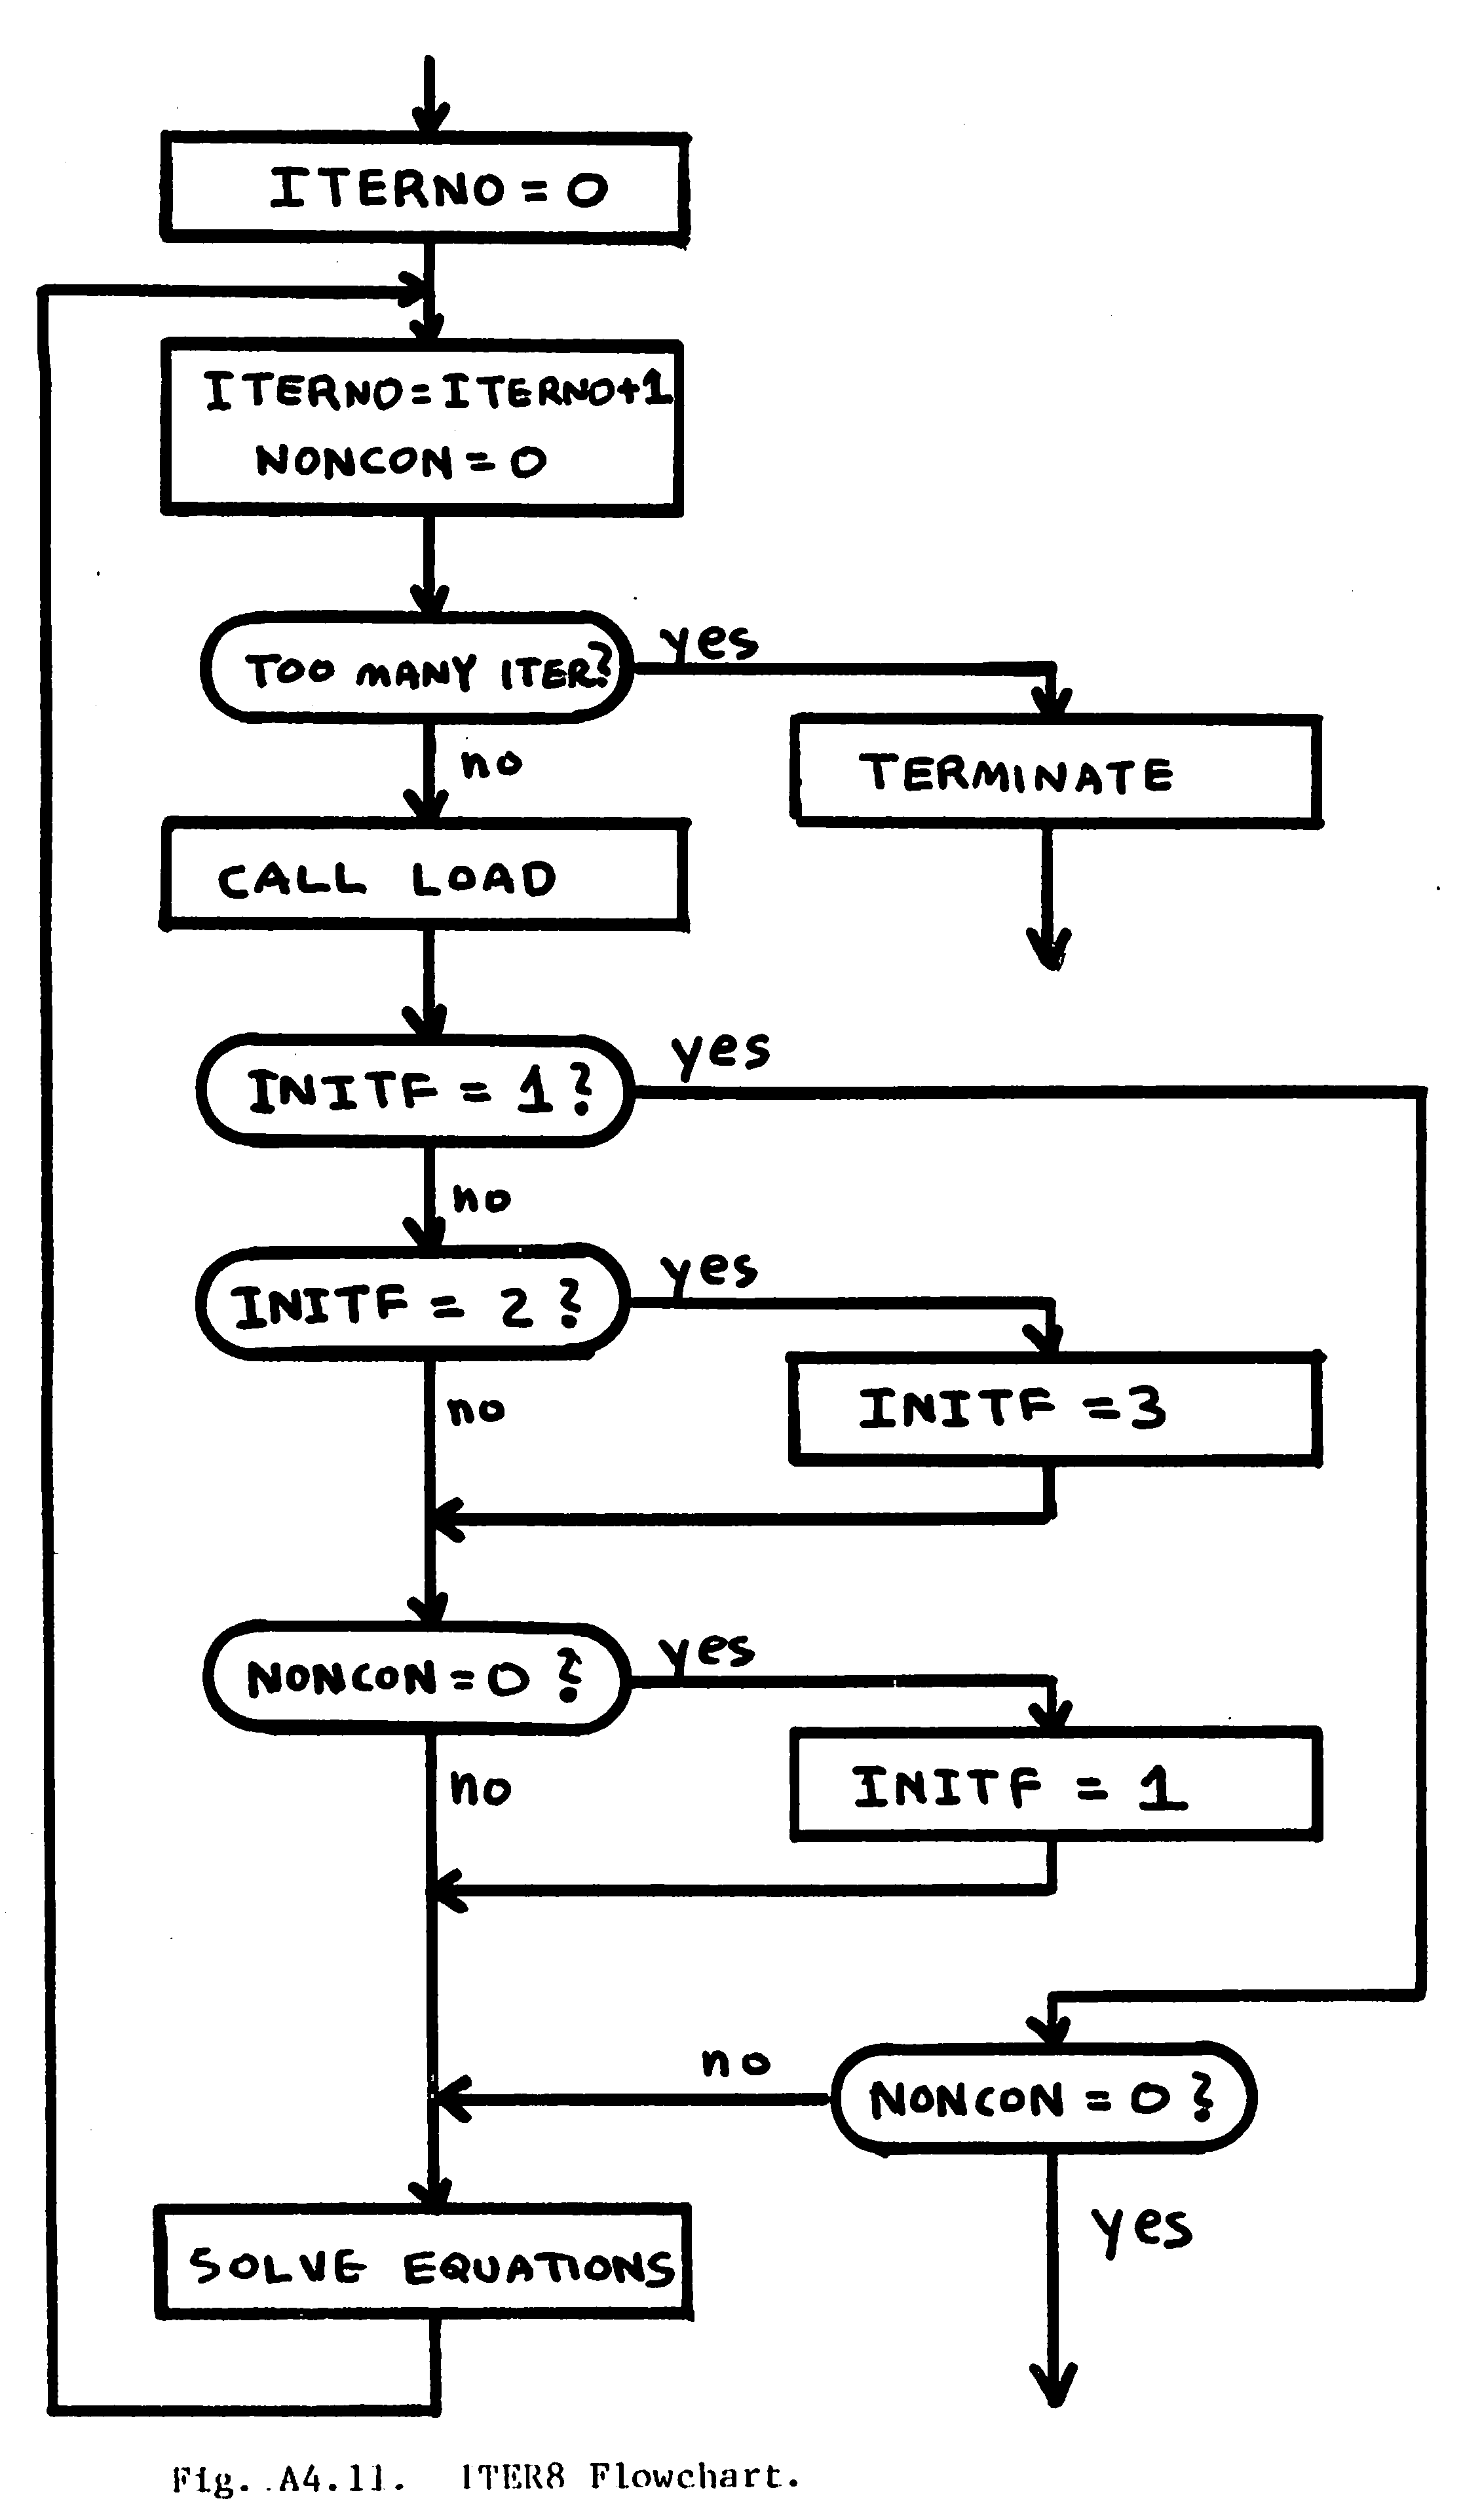 ITERNO=0
ITERNO=ITERNO+1
NONCON=0
TOO MANY ITER?
yes
no
TERMINATE
CALL LOAD
INITF = 1?
yes
no
INITF = 2?
yes
no
INITF =3
NONCON=0?
yes
no
INITF = 1
NONCON=0?
no
yes
SOLVE EQUATIONS
Fig. A4.11. ITER8 Flowchart.